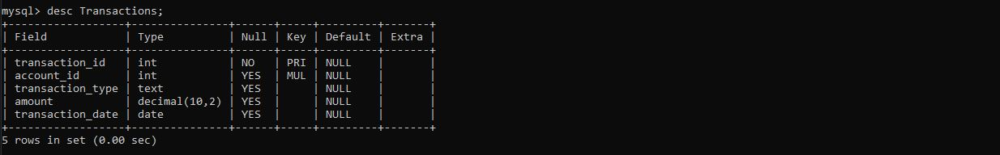 mysql> desc Transactions;
+------------------+---------------+------+-----+---------+-------+
| Field            | Type          | Null | Key | Default | Extra |
+------------------+---------------+------+-----+---------+-------+
| transaction_id   | int           | NO   | PRI | NULL    |       |
| account_id       | int           | YES  | MUL | NULL    |       |
| transaction_type | text          | YES  |     | NULL    |       |
| amount           | decimal(10,2) | YES  |     | NULL    |       |
| transaction_date | date          | YES  |     | NULL    |       |
+------------------+---------------+------+-----+---------+-------+
5 rows in set (0.00 sec)